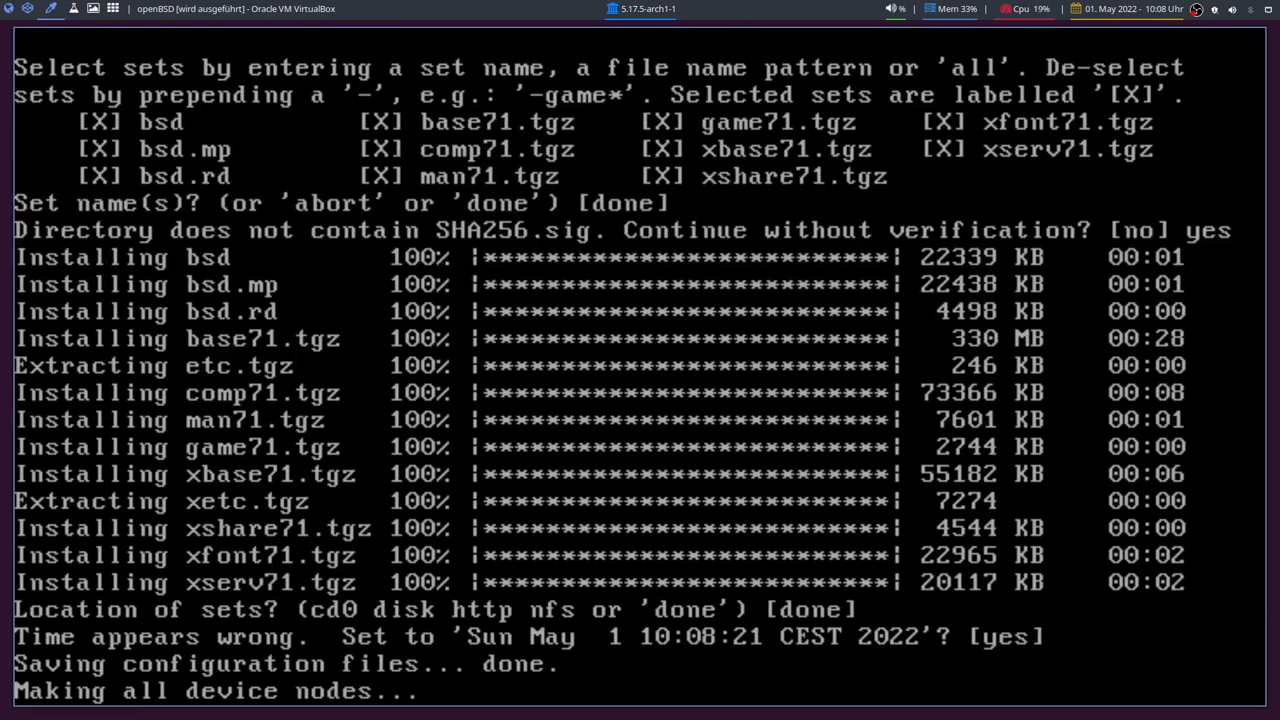 openBSD [wird ausgeführt] - Oracle VM VirtualBox
5.17.5-arch1-1
% | Mem 33% | Cpu 19% | 01. May 2022 - 10:08 Uhr
Select sets by entering a set name, a file name pattern or 'all'. De-select
sets by prepending a '-', e.g.: '-game*'. Selected sets are labelled '[X]'.
[X] bsd [X] base71.tgz [X] game71.tgz [X] xfont71.tgz
[X] bsd.mp [X] comp71.tgz [X] xbase71.tgz [X] xserv71.tgz
[X] bsd.rd [X] man71.tgz [X] xshare71.tgz
Set name(s)? (or 'abort' or 'done') [done]
Directory does not contain SHA256.sig. Continue without verification? [no] yes
Installing bsd 100% |**************************| 22339 KB 00:01
Installing bsd.mp 100% |**************************| 22438 KB 00:01
Installing bsd.rd 100% |**************************| 4498 KB 00:00
Installing base71.tgz 100% |**************************| 330 MB 00:28
Extracting etc.tgz 100% |**************************| 246 KB 00:00
Installing comp71.tgz 100% |**************************| 73366 KB 00:08
Installing man71.tgz 100% |**************************| 7601 KB 00:01
Installing game71.tgz 100% |**************************| 2744 KB 00:00
Installing xbase71.tgz 100% |**************************| 55182 KB 00:06
Extracting xetc.tgz 100% |**************************| 7274 00:00
Installing xshare71.tgz 100% |**************************| 4544 KB 00:00
Installing xfont71.tgz 100% |**************************| 22965 KB 00:02
Installing xserv71.tgz 100% |**************************| 20117 KB 00:02
Location of sets? (cd0 disk http nfs or 'done') [done]
Time appears wrong.  Set to 'Sun May  1 10:08:21 CEST 2022'? [yes]
Saving configuration files... done.
Making all device nodes...